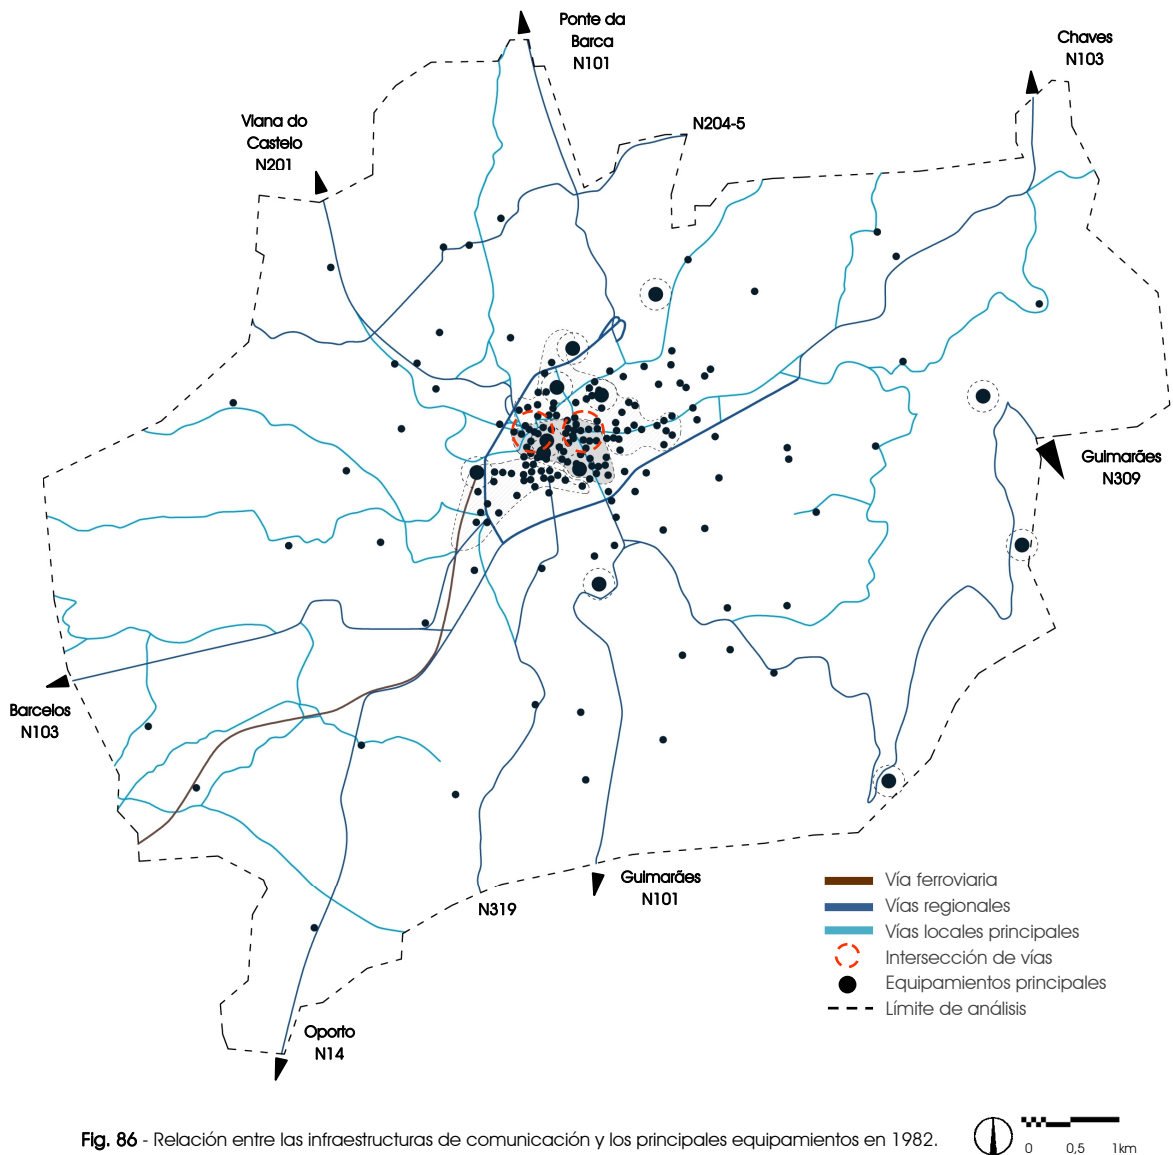 Ponte da
Barca
N101
Chaves
N103
Viana do
Castelo
N201
N204-5
Guimarães
N309
Barcelos
N103
Guimarães
N101
N319
Oporto
N14
Vía ferroviaria
Vías regionales
Vías locales principales
Intersección de vías
Equipamientos principales
Límite de análisis
Fig. 86 - Relación entre las infraestructuras de comunicación y los principales equipamientos en 1982.
0 0,5 1km